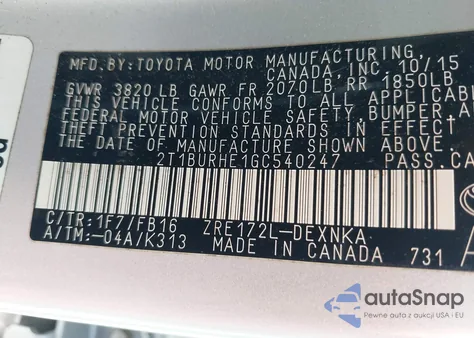 MFD. BY: TOYOTA MOTOR MANUFACTURING
CANADA, INC. 10/15
GVWR 3820 LB GAWR FR 2070LB RR 1850LB
THIS VEHICLE CONFORMS TO ALL APPLICABLE
FEDERAL MOTOR VEHICLE SAFETY, BUMPER, A
THEFT PREVENTION STANDARDS IN EFFECT ON
THE DATE OF MANUFACTURE SHOWN ABOVE.
2T1BURHE1GC540247 PASS.CA
C/TR:1F7/FB16 ZRE172L-DEXNKA
A/TM:-04A/K313 MADE IN CANADA 731
autoSnap
Pewne auta z aukcji USA i EU